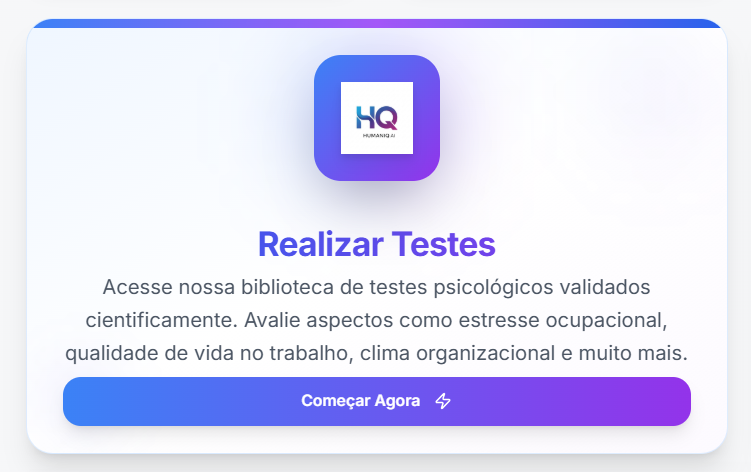 HQ
HUMANIQ AI
Realizar Testes
Acesse nossa biblioteca de testes psicológicos validados
cientificamente. Avalie aspectos como estresse ocupacional,
qualidade de vida no trabalho, clima organizacional e muito mais.
Começar Agora